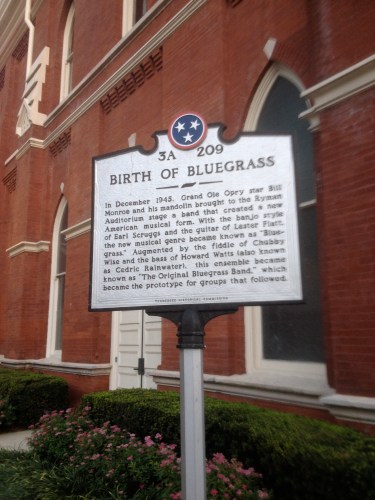 3A 209
BIRTH OF BLUEGRASS
In December 1945, Grand Ole Opry star Bill
Monroe and his mandolin brought to the Ryman
Auditorium stage a band that created a new
American musical form. With the banjo style
of Earl Scruggs and the guitar of Lester Flatt,
the new musical genre became known as "Blue-
grass." Augmented by the fiddle of Chubby
Wise and the bass of Howard Watts (also known
as Cedric Rainwater), this ensemble became
known as "The Original Bluegrass Band," which
became the prototype for groups that followed.
TENNESSEE HISTORICAL COMMISSION